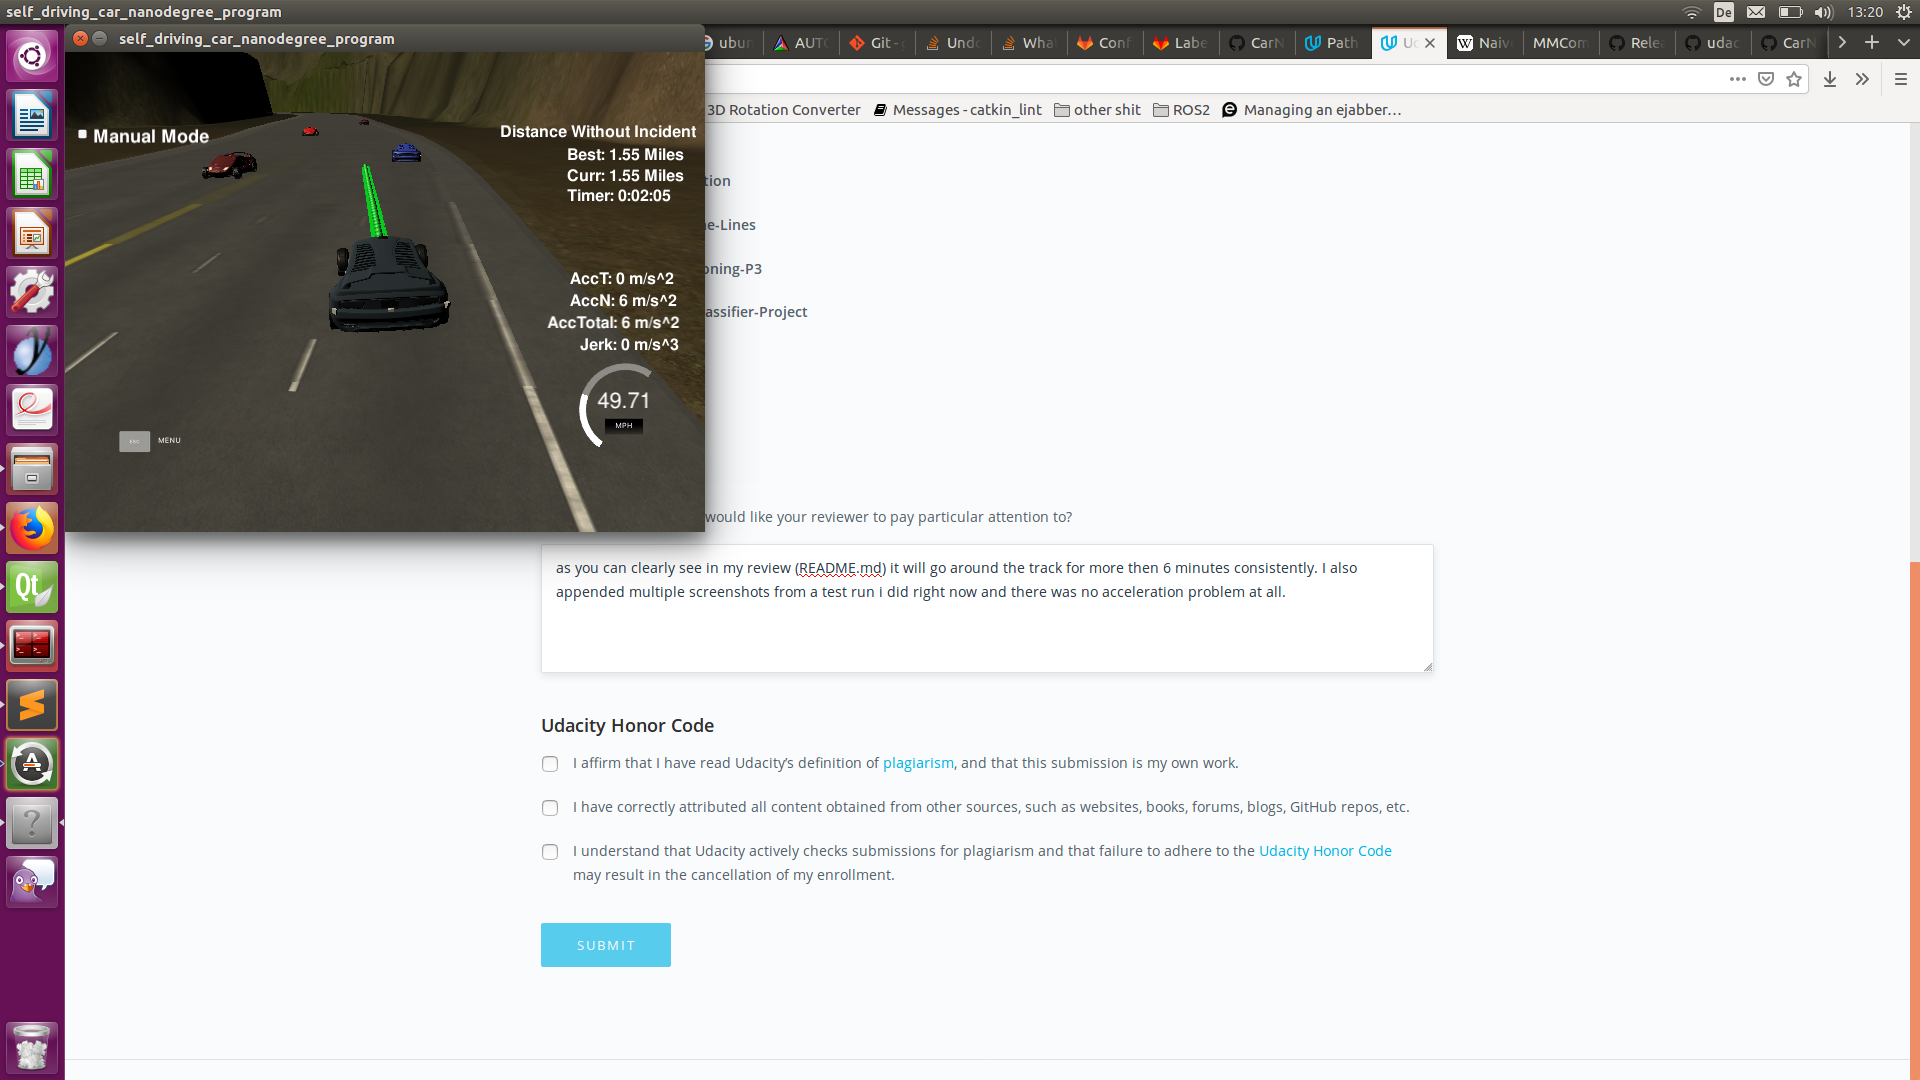 self_driving_car_nanodegree_program
De
13:20
self_driving_car_nanodegree_program
ubun
AUTO
Git -
Undo
What
Conf
Labe
CarN
Path
Naiv
MMCom
Rele
udac
CarN
3D Rotation Converter
Messages - catkin_lint
other shit
ROS2
Managing an ejabber…
Manual Mode
Distance Without Incident
Best: 1.55 Miles
Curr: 1.55 Miles
Timer: 0:02:05
AccT: 0 m/s^2
AccN: 6 m/s^2
AccTotal: 6 m/s^2
Jerk: 0 m/s^3
49.71
MPH
ESC
MENU
tion
e-Lines
oning-P3
assifier-Project
would like your reviewer to pay particular attention to?
as you can clearly see in my review (README.md) it will go around the track for more then 6 minutes consistently. I also
appended multiple screenshots from a test run i did right now and there was no acceleration problem at all.
Udacity Honor Code
I affirm that I have read Udacity’s definition of plagiarism, and that this submission is my own work.
I have correctly attributed all content obtained from other sources, such as websites, books, forums, blogs, GitHub repos, etc.
I understand that Udacity actively checks submissions for plagiarism and that failure to adhere to the Udacity Honor Code
may result in the cancellation of my enrollment.
SUBMIT